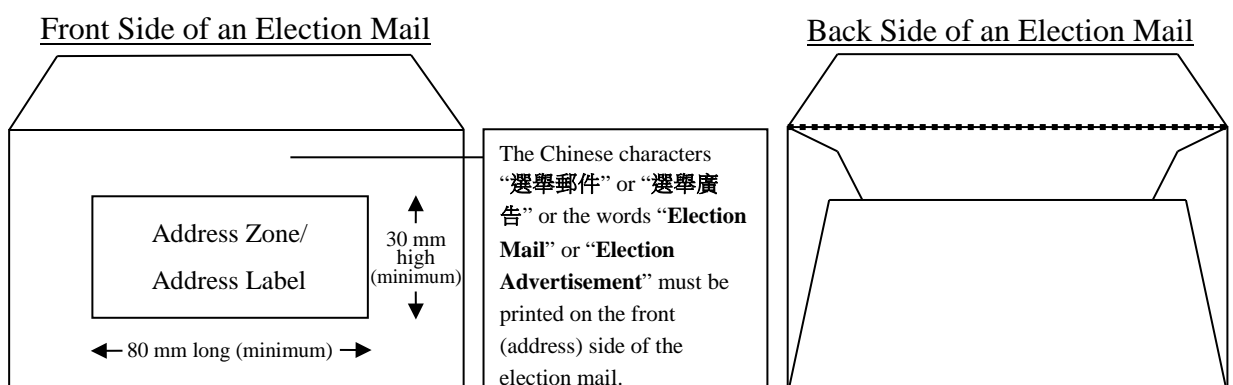 Front Side of an Election Mail
Back Side of an Election Mail
Address Zone/
Address Label
30 mm
high
(minimum)
80 mm long (minimum)
The Chinese characters
“選舉郵件” or “選舉廣
告” or the words “Election
Mail” or “Election
Advertisement” must be
printed on the front
(address) side of the
election mail.